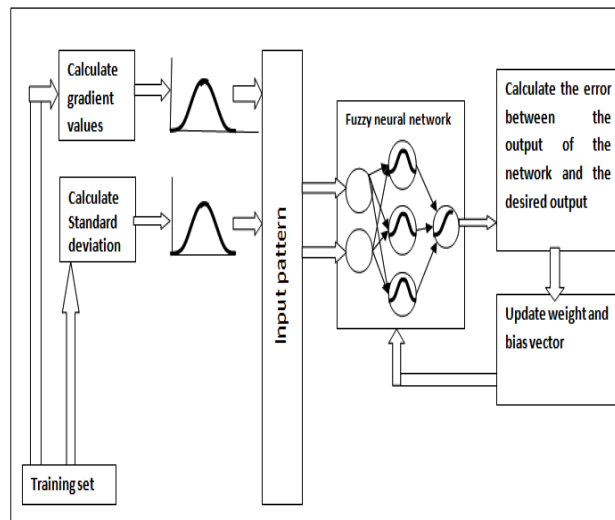 Calculate
gradient
values
Calculate
Standard
deviation
Training set
Input pattern
Fuzzy neural network
Calculate the error
between the
output of the
network and the
desired output
Update weight and
bias vector